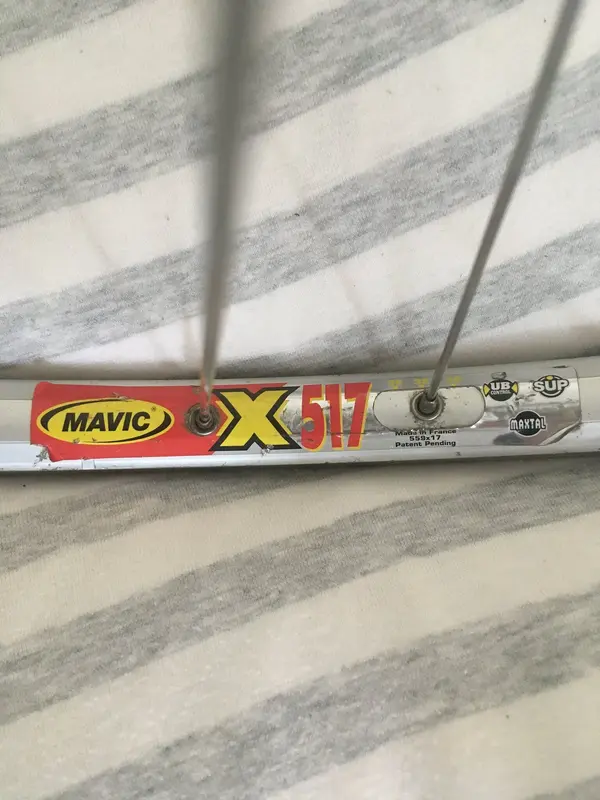 MAVIC X 517
Made in France
559x17
Patent Pending
UB
CONTROL
SUP
MAXTAL